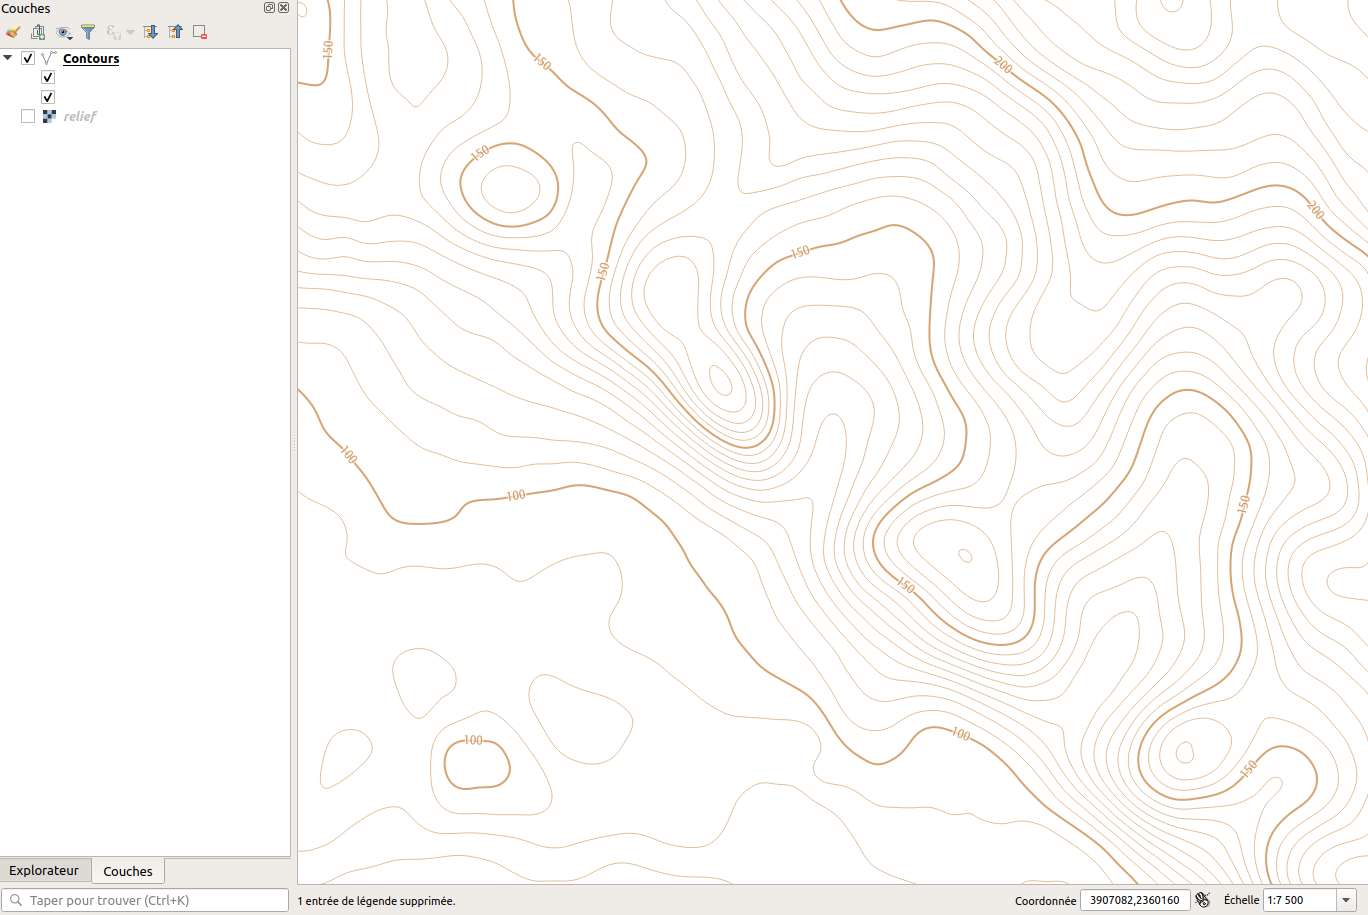 Couches
Contours
relief
Explorateur
Couches
Taper pour trouver (Ctrl+K)
150
150
200
150
200
150
150
100
100
150
150
100
100
150
1 entrée de légende supprimée.
Coordonnée
3907082,2360160
Échelle
1:7 500